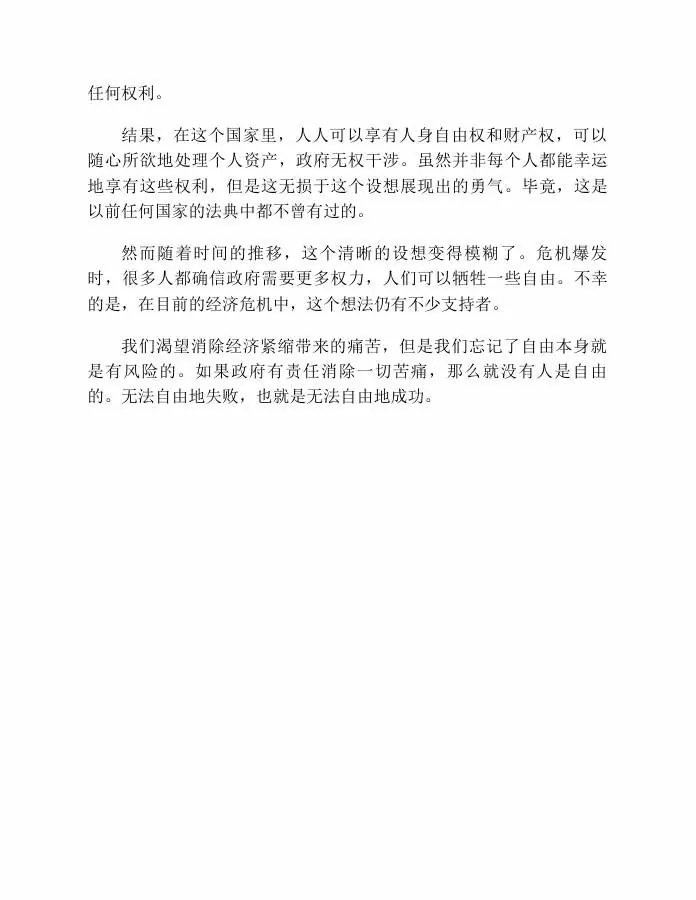 任何权利。
结果，在这个国家里，人人可以享有人身自由权和财产权，可以
随心所欲地处理个人资产，政府无权干涉。虽然并非每个人都能幸运
地享有这些权利，但是这无损于这个设想展现出的勇气。毕竟，这是
以前任何国家的法典中都不曾有过的。
然而随着时间的推移，这个清晰的设想变得模糊了。危机爆发
时，很多人都确信政府需要更多权力，人们可以牺牲一些自由。不幸
的是，在目前的经济危机中，这个想法仍有不少支持者。
我们渴望消除经济紧缩带来的痛苦，但是我们忘记了自由本身就
是有风险的。如果政府有责任消除一切苦痛，那么就没有人是自由
的。无法自由地失败，也就是无法自由地成功。